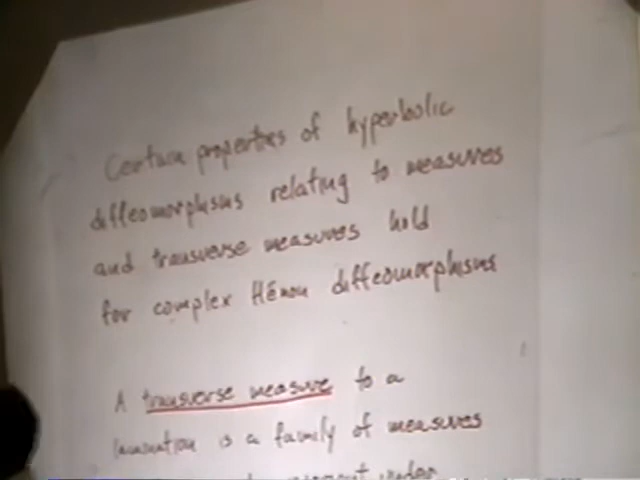 Certain properties of hyperbolic
diffeomorphisms relating to measures
and transverse measures hold
for complex Hénon diffeomorphisms
A transverse measure to a
lamination is a family of measures
under